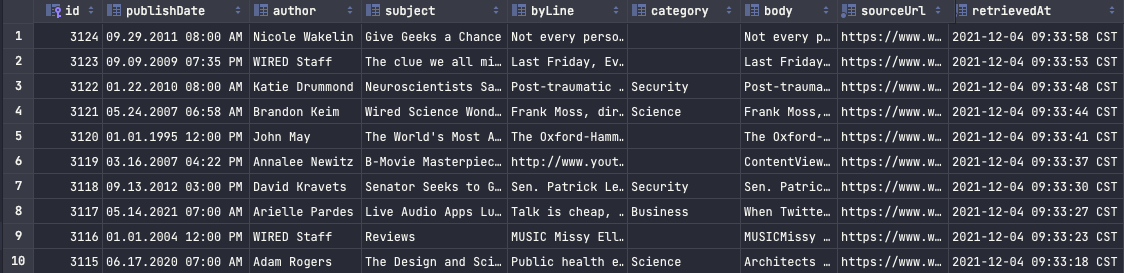 id publishDate author subject byLine category body sourceUrl retrievedAt
1 3124 09.29.2011 08:00 AM Nicole Wakelin Give Geeks a Chance Not every perso… Not every p… https://www.w… 2021-12-04 09:33:58 CST
2 3123 09.09.2009 07:35 PM WIRED Staff The clue we all mi… Last Friday, Ev… Last Friday… https://www.w… 2021-12-04 09:33:53 CST
3 3122 01.22.2010 08:00 AM Katie Drummond Neuroscientists Sa… Post-traumatic … Security Post-trauma… https://www.w… 2021-12-04 09:33:48 CST
4 3121 05.24.2007 06:58 AM Brandon Keim Wired Science Wond… Frank Moss, dir… Science Frank Moss,… https://www.w… 2021-12-04 09:33:44 CST
5 3120 01.01.1995 12:00 PM John May The World's Most A… The Oxford-Hamm… The Oxford-… https://www.w… 2021-12-04 09:33:41 CST
6 3119 03.16.2007 04:22 PM Annalee Newitz B-Movie Masterpiec… http://www.yout… ContentView… https://www.w… 2021-12-04 09:33:37 CST
7 3118 09.13.2012 03:00 PM David Kravets Senator Seeks to G… Sen. Patrick Le… Security Sen. Patric… https://www.w… 2021-12-04 09:33:30 CST
8 3117 05.14.2021 07:00 AM Arielle Pardes Live Audio Apps Lu… Talk is cheap, … Business When Twitte… https://www.w… 2021-12-04 09:33:27 CST
9 3116 01.01.2004 12:00 PM WIRED Staff Reviews MUSIC Missy Ell… MUSICMissy … https://www.w… 2021-12-04 09:33:23 CST
10 3115 06.17.2020 07:00 AM Adam Rogers The Design and Sci… Public health e… Science Architects … https://www.w… 2021-12-04 09:33:18 CST